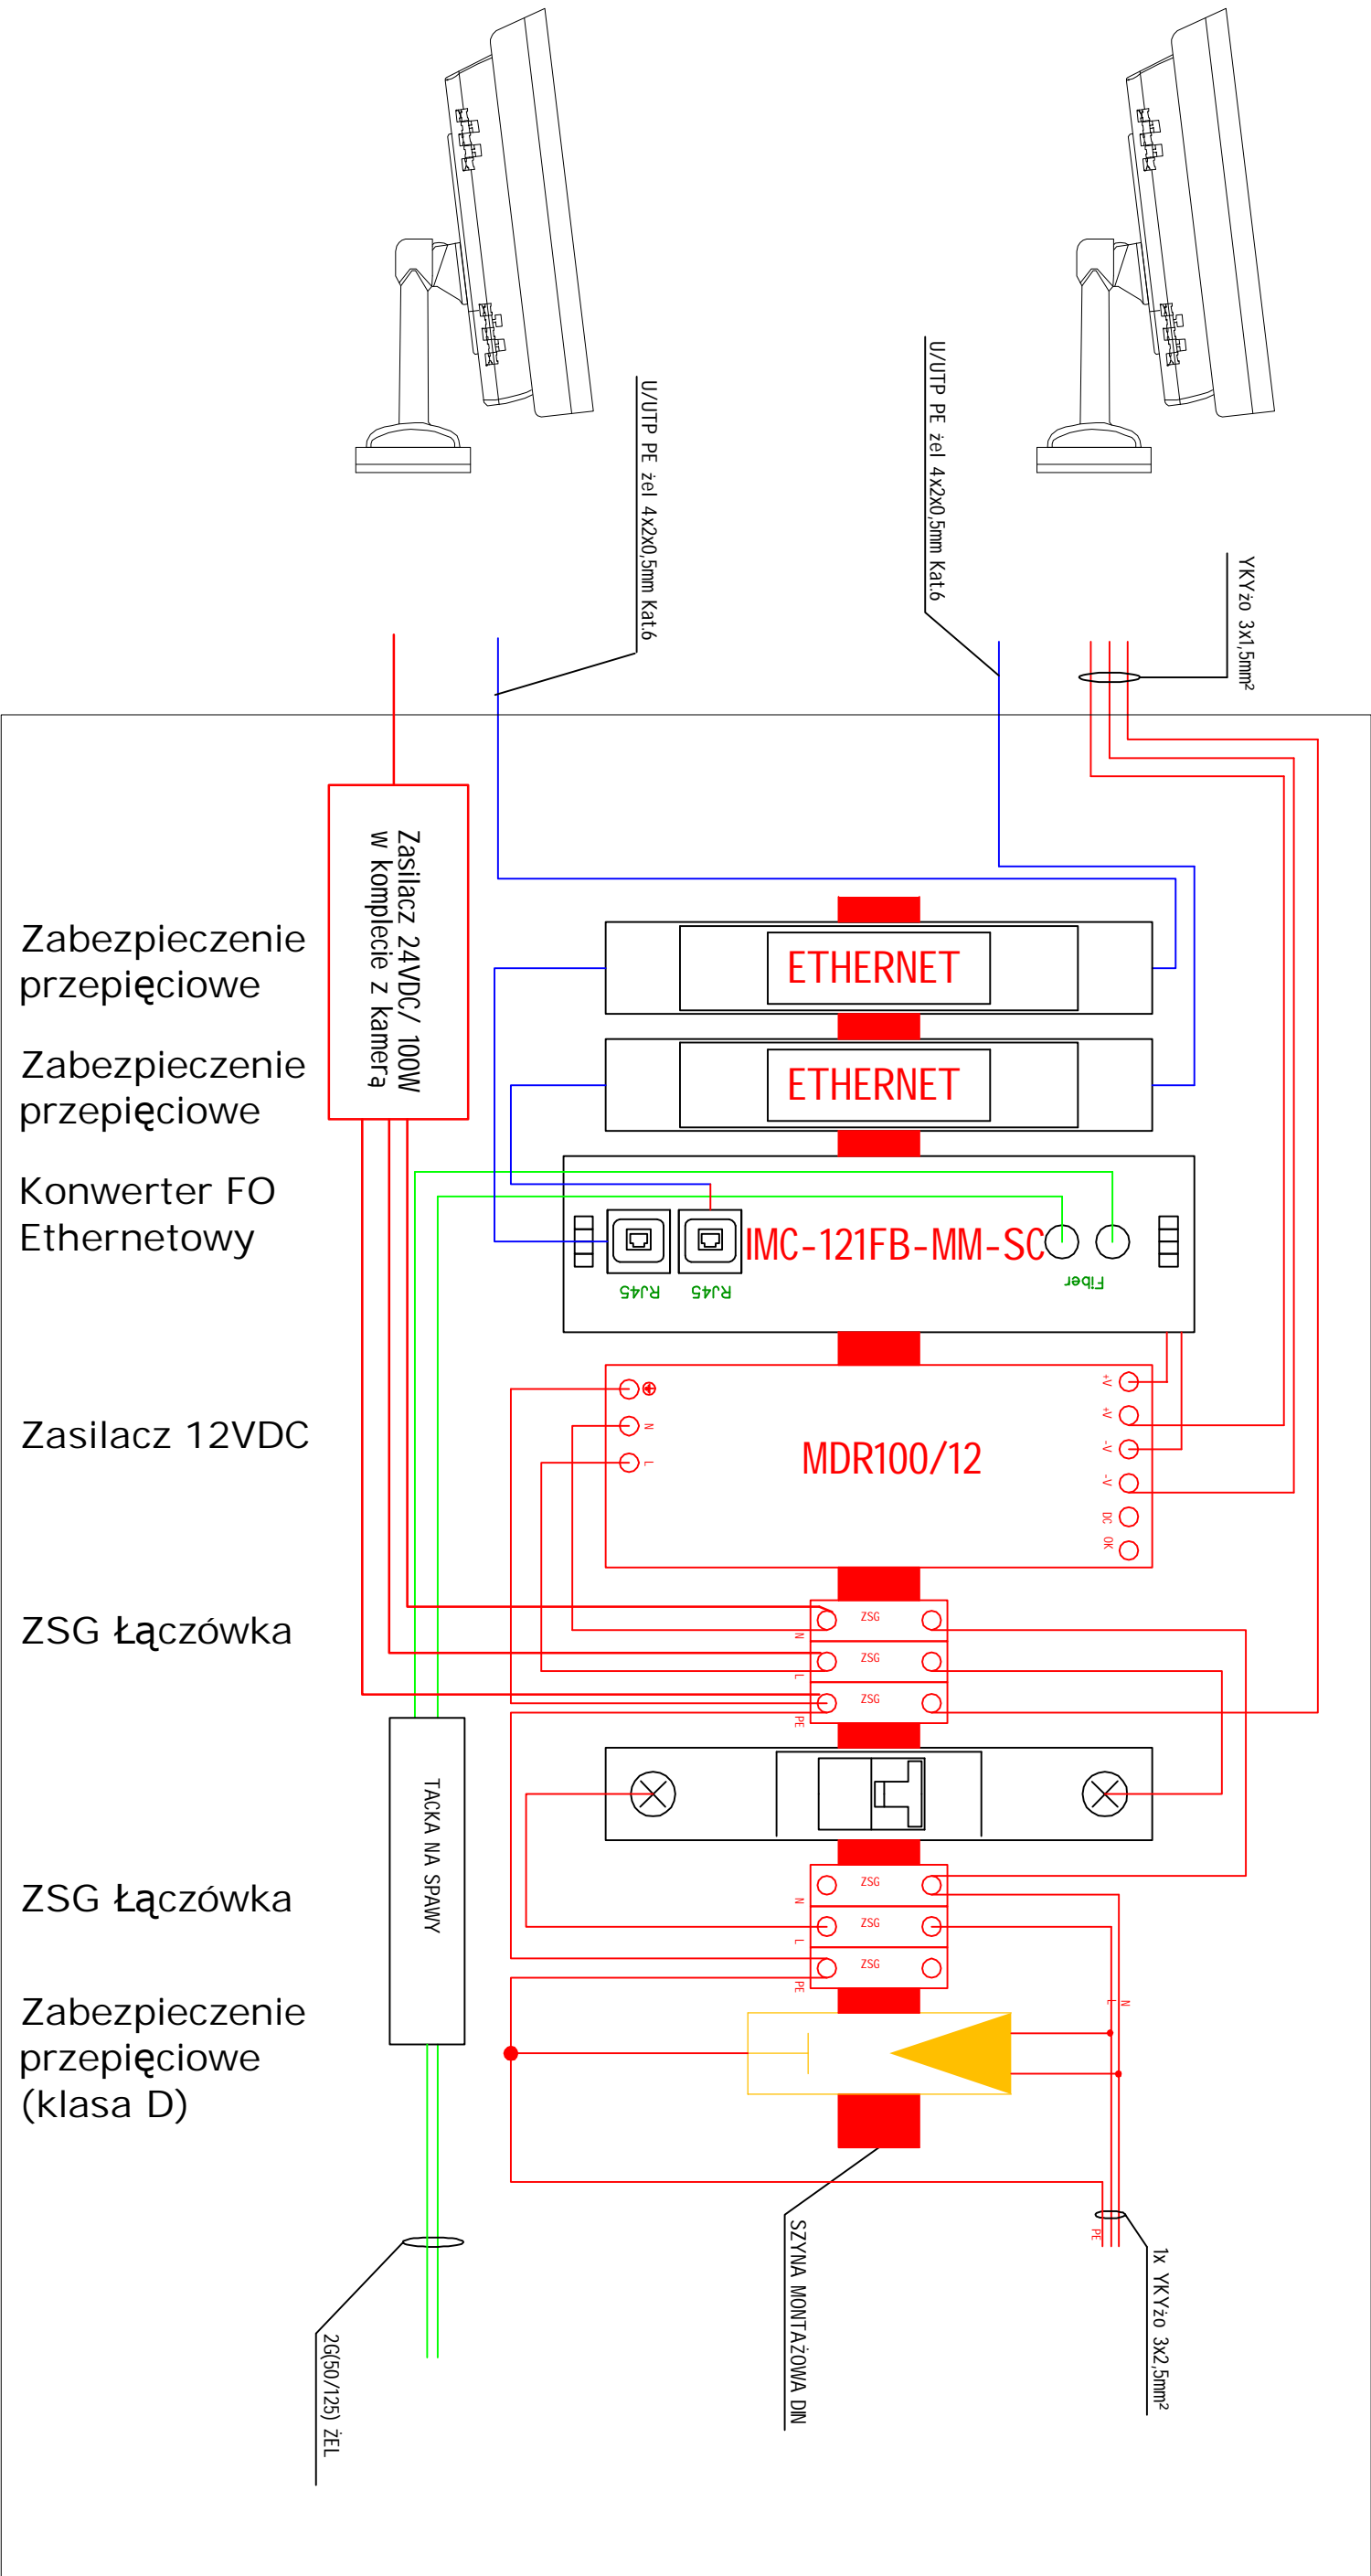 U/UTP PE żel 4x2x0,5mm Kat.6
U/UTP PE żel 4x2x0,5mm Kat.6
YKYżo 3x1,5mm²
Zasilacz 24VDC/ 100W
w komplecie z kamerą
Zabezpieczenie
przepięciowe
ETHERNET
Zabezpieczenie
przepięciowe
ETHERNET
Konwerter FO
Ethernetowy
IMC-121FB-MM-SC
RJ45
RJ45
Fiber
Zasilacz 12VDC
MDR100/12
N
L
+V
+V
-V
-V
DC OK
ZSG Łączówka
ZSG
ZSG
ZSG
N
L
PE
TACKA NA SPAWY
ZSG Łączówka
ZSG
ZSG
ZSG
N
L
PE
L
N
Zabezpieczenie
przepięciowe
(klasa D)
PE
SZYNA MONTAŻOWA DIN
1x YKYżo 3x2,5mm²
2G(50/125) ŻEL